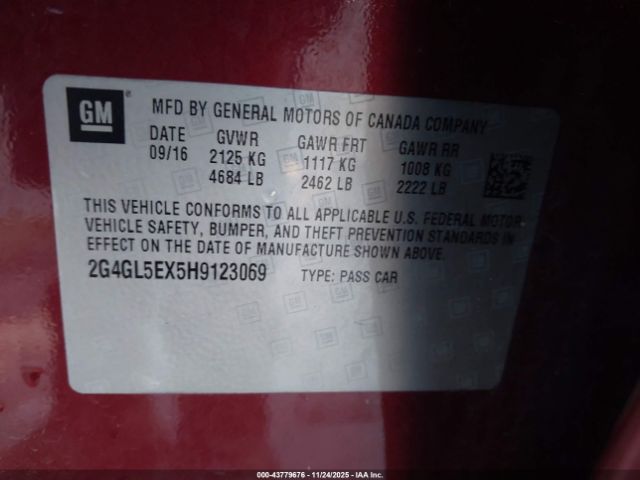 GM ®
MFD BY GENERAL MOTORS OF CANADA COMPANY
DATE GVWR GAWR FRT GAWR RR
09/16 2125 KG 1117 KG 1008 KG
4684 LB 2462 LB 2222 LB
THIS VEHICLE CONFORMS TO ALL APPLICABLE U.S. FEDERAL MOTOR
VEHICLE SAFETY, BUMPER, AND THEFT PREVENTION STANDARDS IN
EFFECT ON THE DATE OF MANUFACTURE SHOWN ABOVE.
2G4GL5EX5H9123069 TYPE: PASS CAR
000-43779676 - 11/24/2025 - IAA Inc.